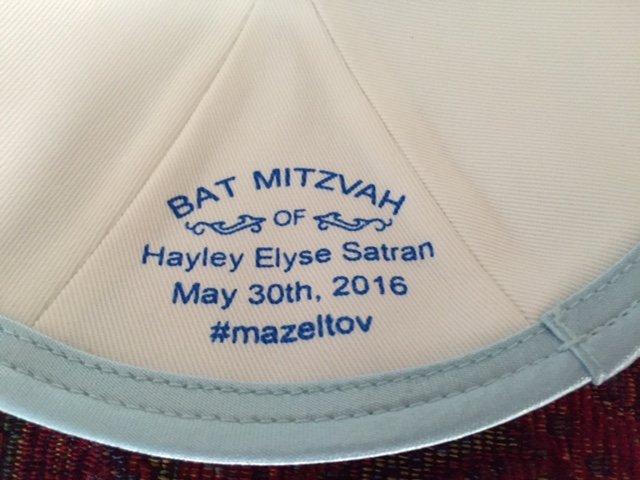 BAT MITZVAH
OF
Hayley Elyse Satran
May 30th, 2016
#mazeltov